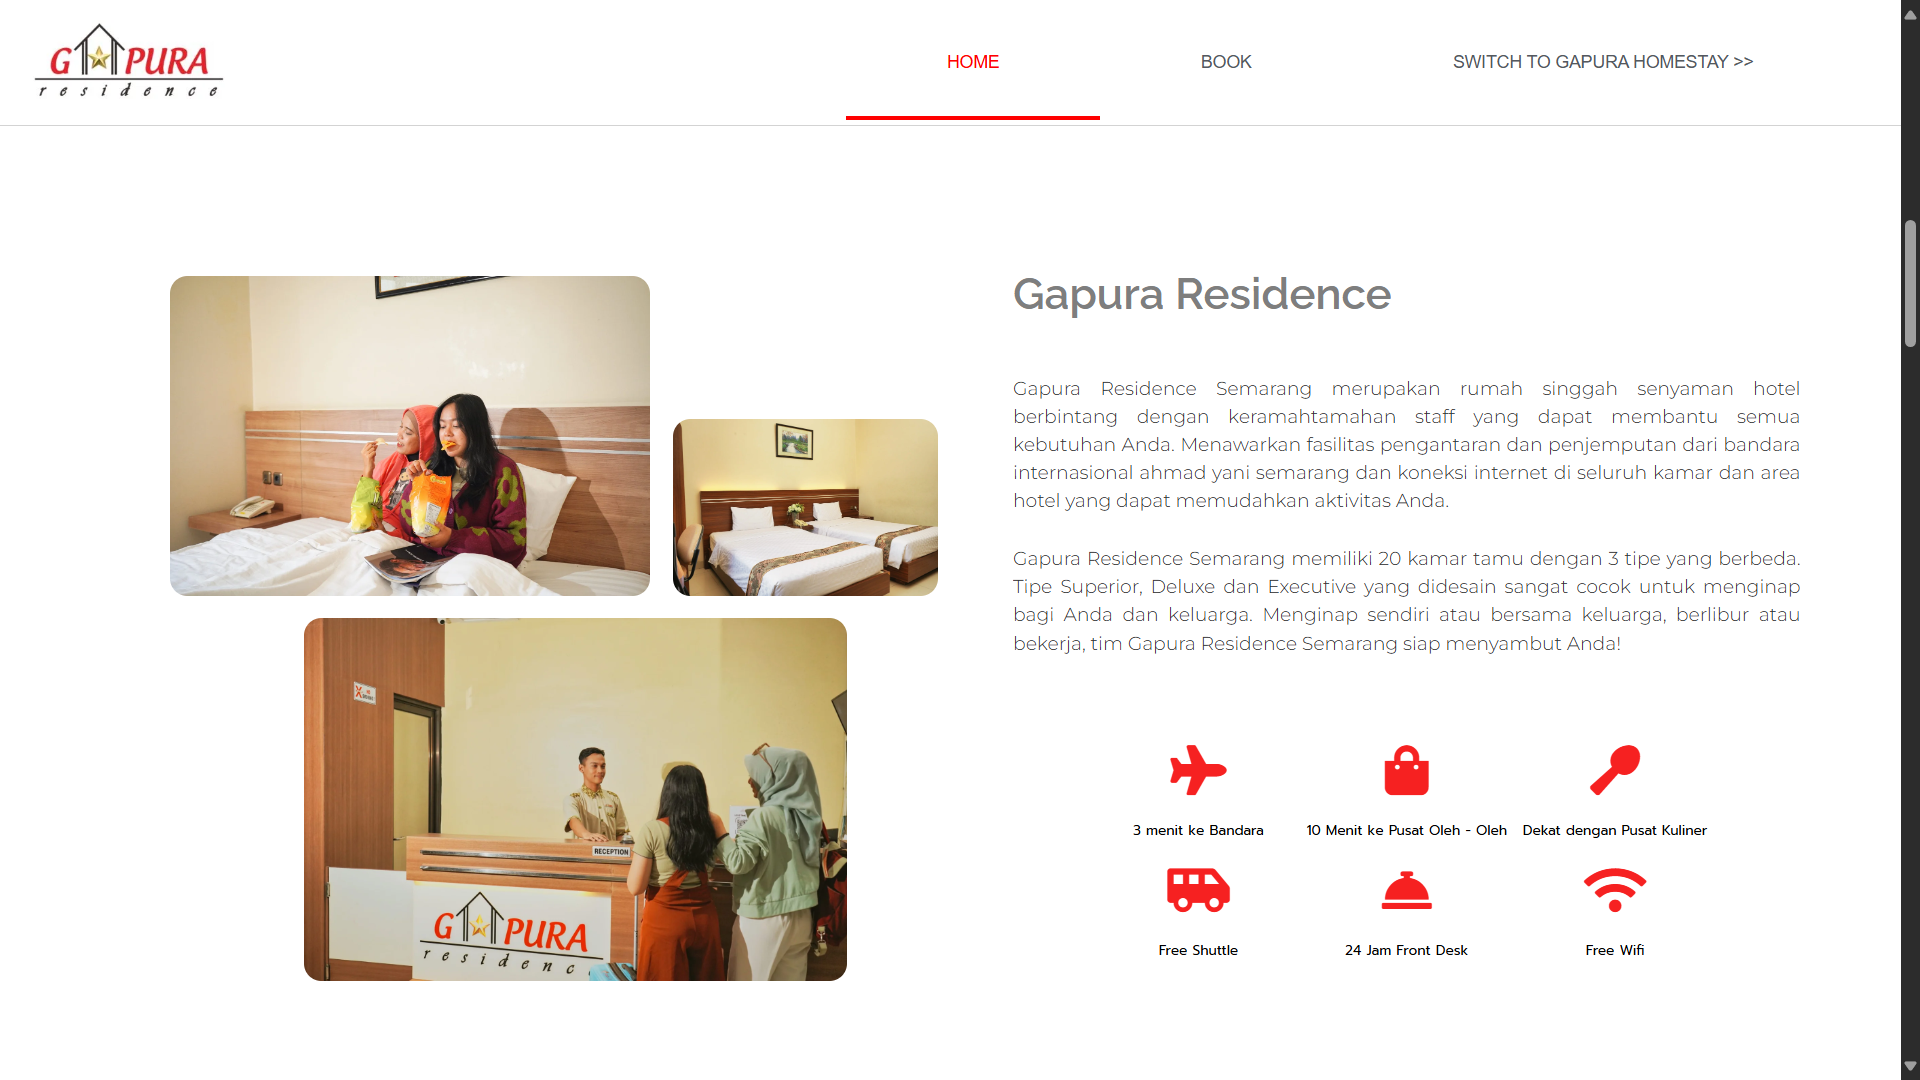 GAPURA
residence
HOME
BOOK
SWITCH TO GAPURA HOMESTAY >>
Gapura Residence
Gapura Residence Semarang merupakan rumah singgah senyaman hotel
berbintang dengan keramahtamahan staff yang dapat membantu semua
kebutuhan Anda. Menawarkan fasilitas pengantaran dan penjemputan dari bandara
internasional ahmad yani semarang dan koneksi internet di seluruh kamar dan area
hotel yang dapat memudahkan aktivitas Anda.
Gapura Residence Semarang memiliki 20 kamar tamu dengan 3 tipe yang berbeda.
Tipe Superior, Deluxe dan Executive yang didesain sangat cocok untuk menginap
bagi Anda dan keluarga. Menginap sendiri atau bersama keluarga, berlibur atau
bekerja, tim Gapura Residence Semarang siap menyambut Anda!
RECEPTION
GAPURA
residence
3 menit ke Bandara
10 Menit ke Pusat Oleh - Oleh
Dekat dengan Pusat Kuliner
Free Shuttle
24 Jam Front Desk
Free Wifi